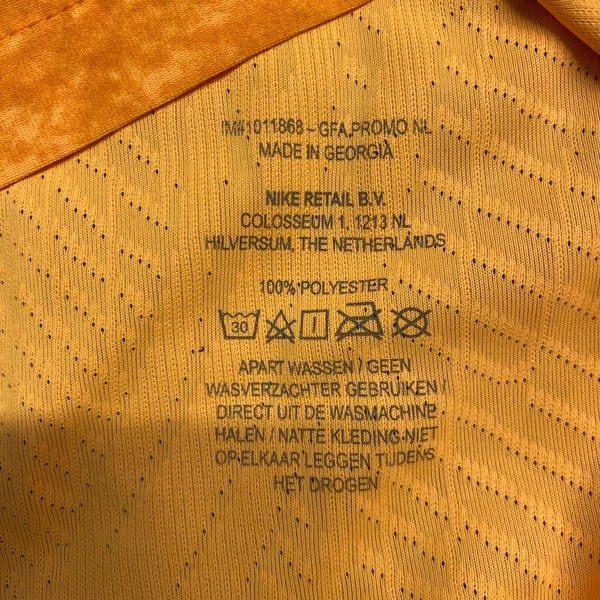 IM#1011868 – GFA PROMO NL
MADE IN GEORGIA
NIKE RETAIL B.V.
COLOSSEUM 1, 1213 NL
HILVERSUM, THE NETHERLANDS
100% POLYESTER
30
APART WASSEN / GEEN
WASVERZACHTER GEBRUIKEN /
DIRECT UIT DE WASMACHINE
HALEN / NATTE KLEDING NIET
OP ELKAAR LEGGEN TIJDENS
HET DROGEN